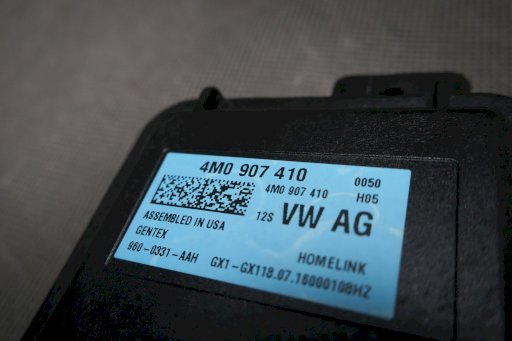 4M0 907 410
4M0 907 410
0050
H05
12S VW AG
ASSEMBLED IN USA
GENTEX
960-0331-AAH
HOMELINK
GX1-GX118.07.16000108HZ